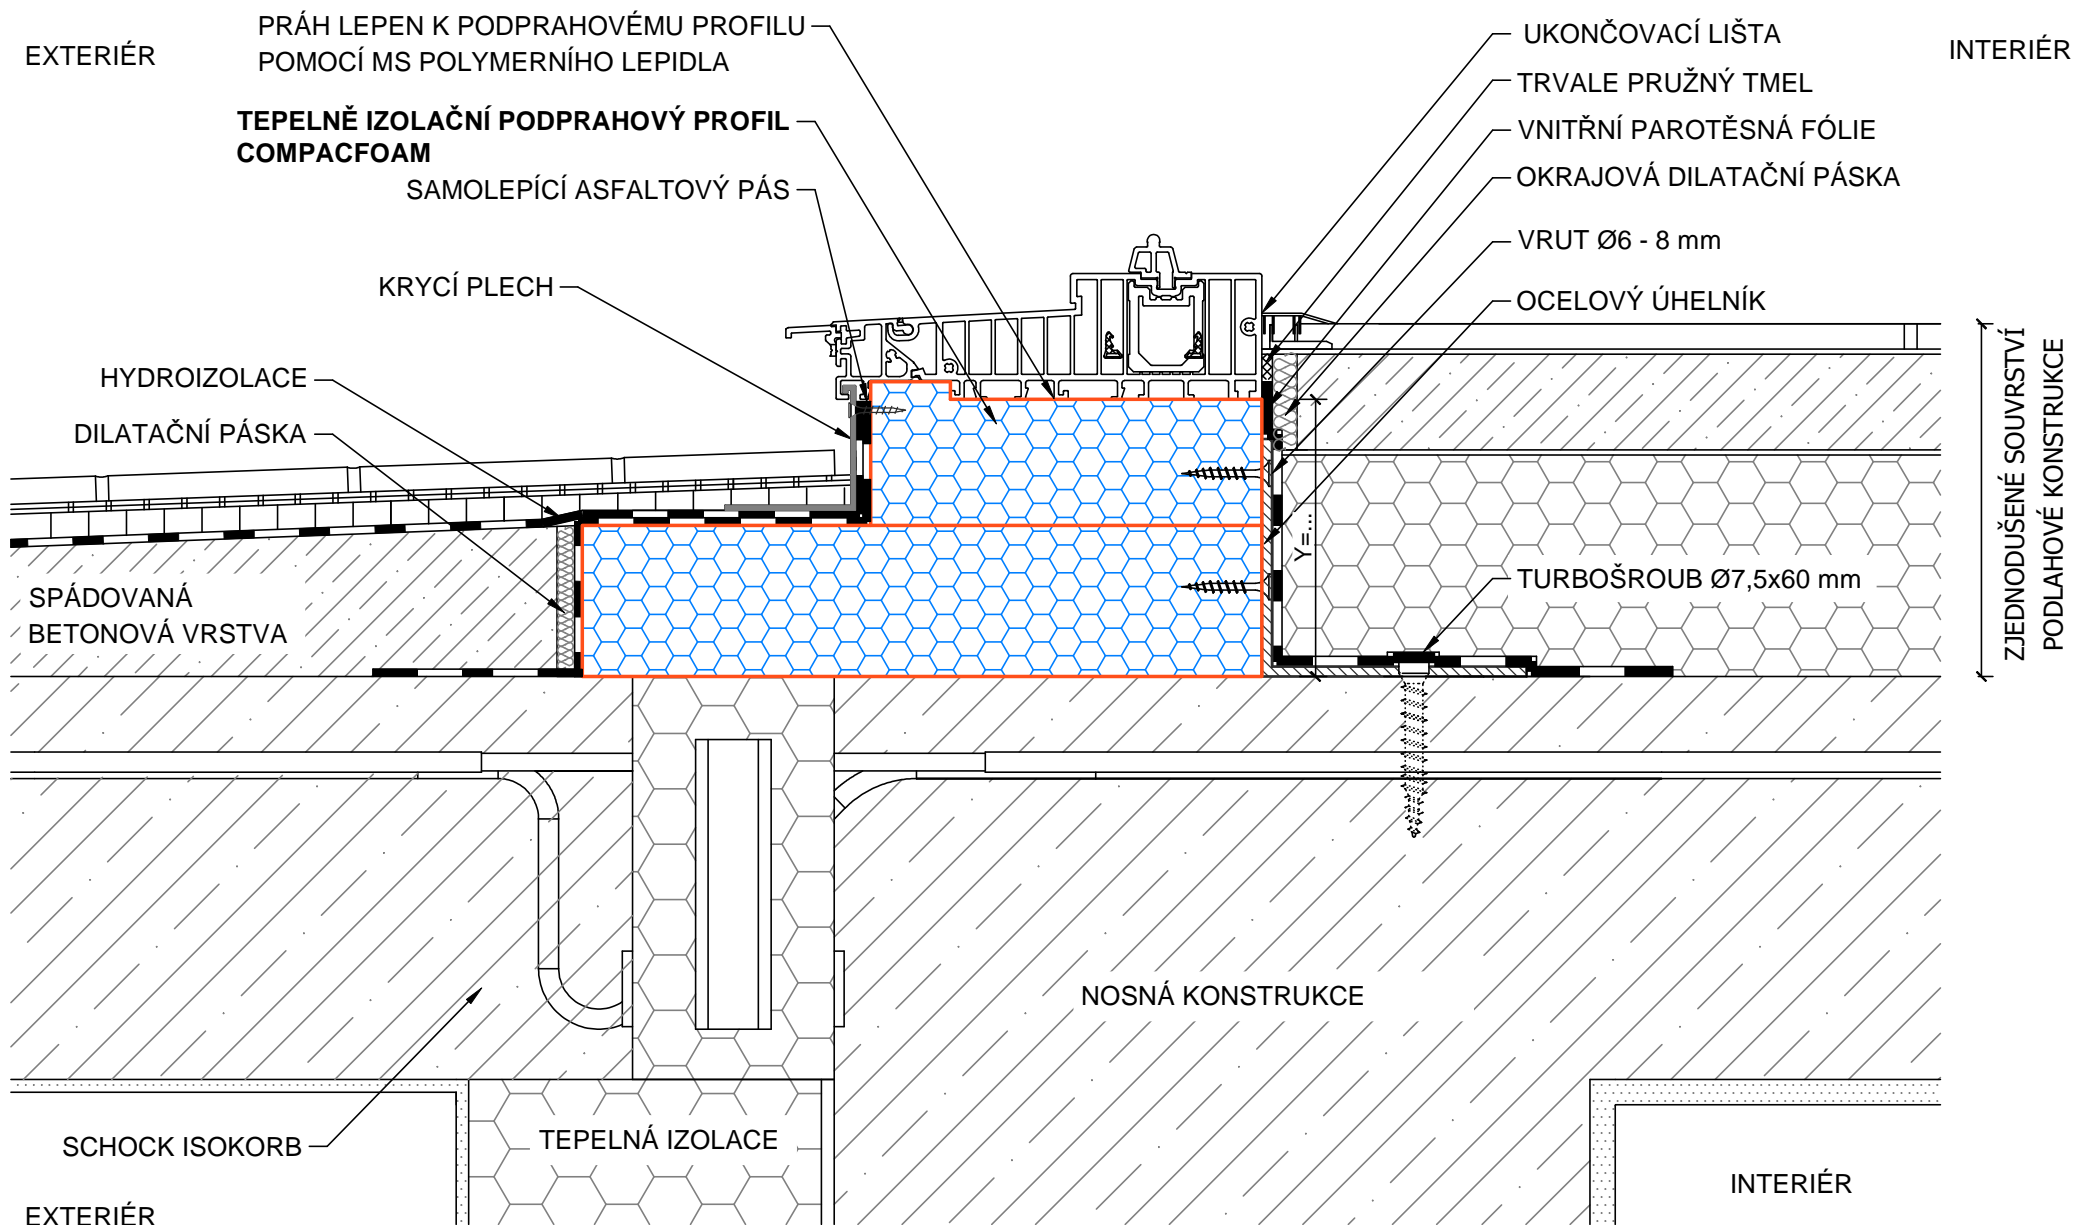 EXTERIÉR
PRÁH LEPEN K PODPRAHOVÉMU PROFILU
POMOCÍ MS POLYMERNÍHO LEPIDLA
TEPELNĚ IZOLAČNÍ PODPRAHOVÝ PROFIL
COMPACFOAM
SAMOLEPÍCÍ ASFALTOVÝ PÁS
KRYCÍ PLECH
HYDROIZOLACE
DILATAČNÍ PÁSKA
SPÁDOVANÁ
BETONOVÁ VRSTVA
UKONČOVACÍ LIŠTA
INTERIÉR
TRVALE PRUŽNÝ TMEL
VNITŘNÍ PAROTĚSNÁ FÓLIE
OKRAJOVÁ DILATAČNÍ PÁSKA
VRUT Ø6 - 8 mm
OCELOVÝ ÚHELNÍK
Y=...
TURBOŠROUB Ø7,5x60 mm
ZJEDNODUŠENÉ SOUVRSTVÍ
PODLAHOVÉ KONSTRUKCE
NOSNÁ KONSTRUKCE
SCHOCK ISOKORB
TEPELNÁ IZOLACE
INTERIÉR
EXTERIÉR